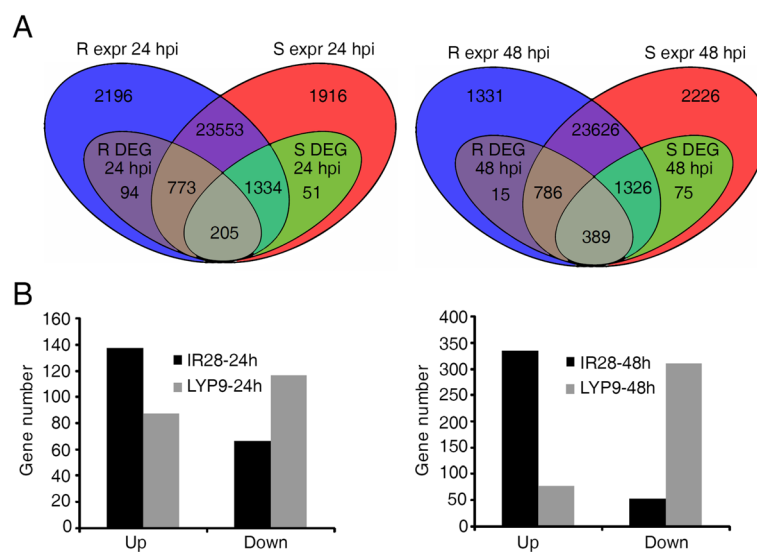 A
R expr 24 hpi
S expr 24 hpi
2196
1916
23553
R DEG
24 hpi
94
S DEG
24 hpi
51
773
1334
205
R expr 48 hpi
S expr 48 hpi
1331
2226
23626
R DEG
48 hpi
15
S DEG
48 hpi
75
786
1326
389
B
Gene number
160
140
120
100
80
60
40
20
0
IR28-24h
LYP9-24h
Up
Down
Gene number
400
350
300
250
200
150
100
50
0
IR28-48h
LYP9-48h
Up
Down